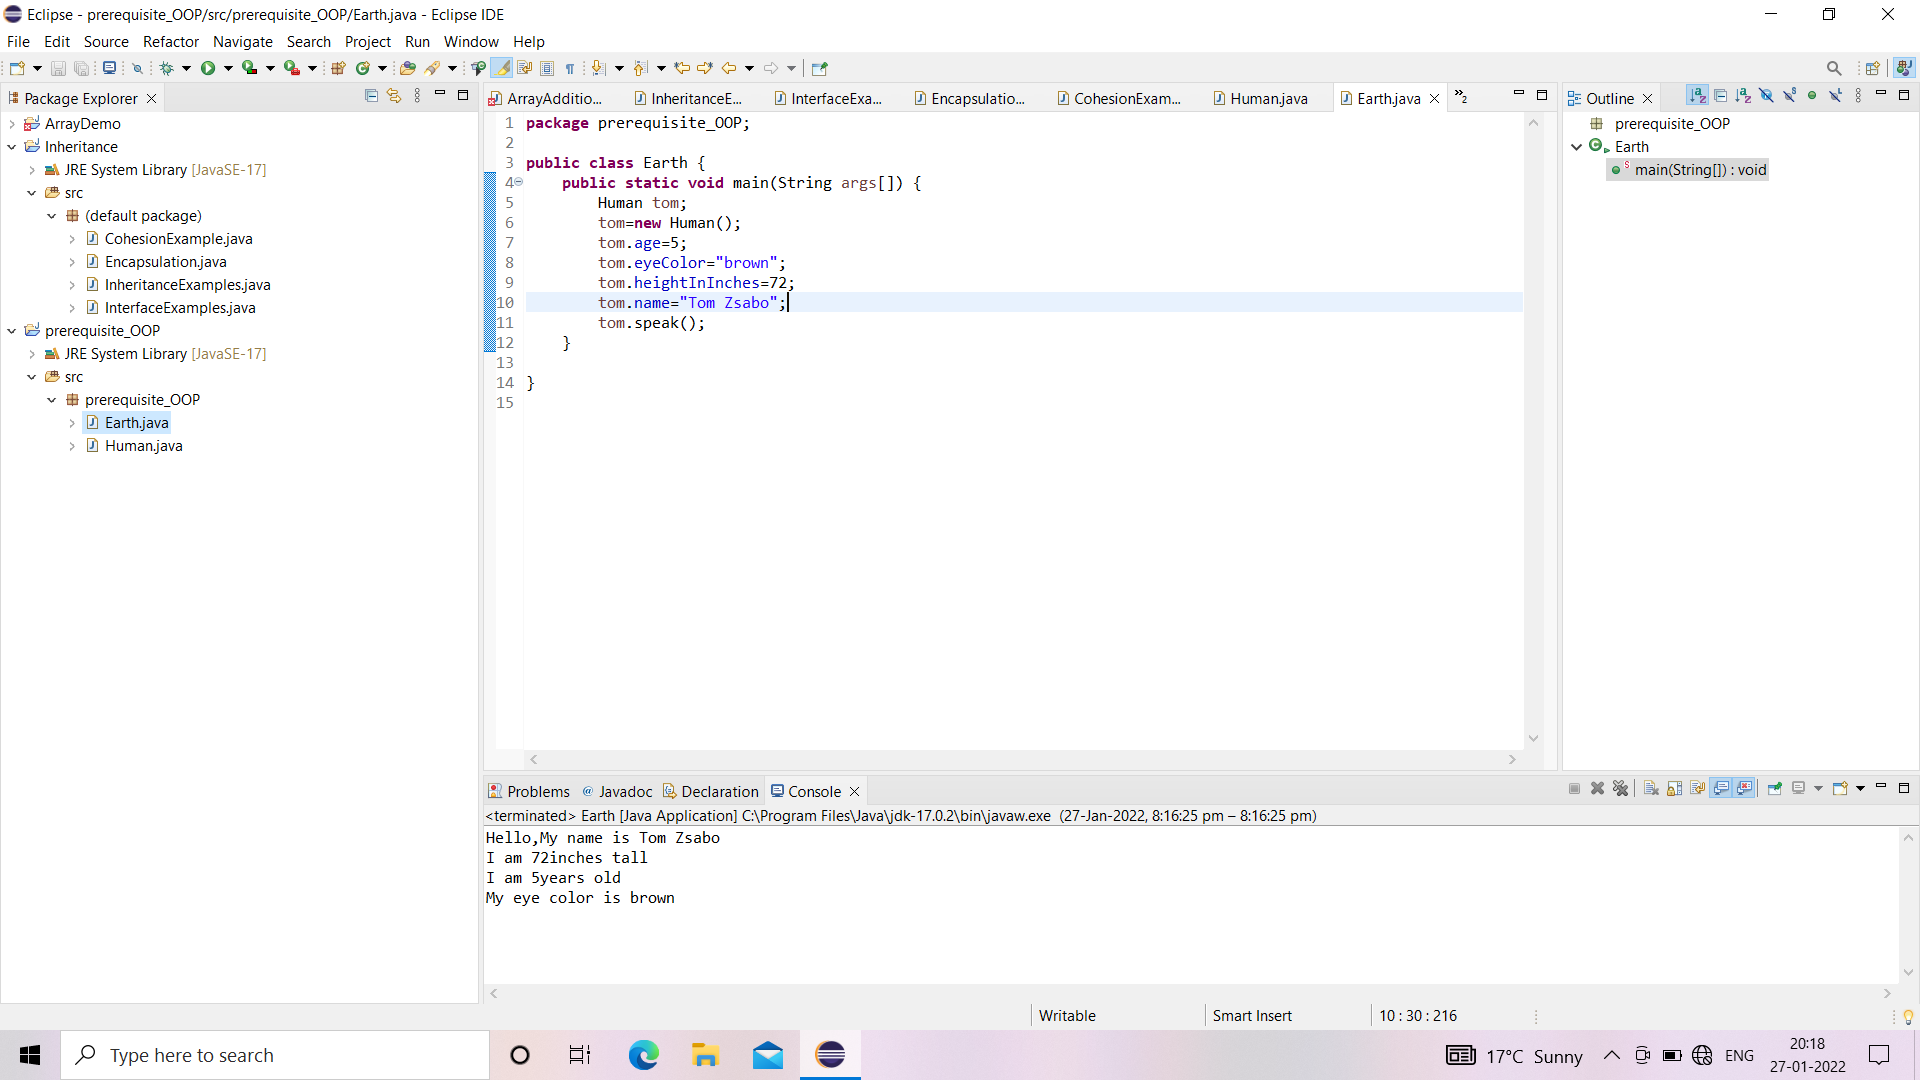 Eclipse - prerequisite_OOP/src/prerequisite_OOP/Earth.java - Eclipse IDE
File Edit Source Refactor Navigate Search Project Run Window Help
Package Explorer
ArrayDemo
Inheritance
JRE System Library [JavaSE-17]
src
(default package)
CohesionExample.java
Encapsulation.java
InheritanceExamples.java
InterfaceExamples.java
prerequisite_OOP
JRE System Library [JavaSE-17]
src
prerequisite_OOP
Earth.java
Human.java
ArrayAdditio... InheritanceE... InterfaceExa... Encapsulatio... CohesionExam... Human.java Earth.java »2
1 package prerequisite_OOP;
2
3 public class Earth {
4 public static void main(String args[]) {
5 Human tom;
6 tom=new Human();
7 tom.age=5;
8 tom.eyeColor="brown";
9 tom.heightInInches=72;
10 tom.name="Tom Zsabo";
11 tom.speak();
12 }
13
14 }
15
Outline
prerequisite_OOP
Earth
main(String[]) : void
Problems @ Javadoc Declaration Console
<terminated> Earth [Java Application] C:\Program Files\Java\jdk-17.0.2\bin\javaw.exe (27-Jan-2022, 8:16:25 pm – 8:16:25 pm)
Hello,My name is Tom Zsabo
I am 72inches tall
I am 5years old
My eye color is brown
Writable Smart Insert 10 : 30 : 216
Type here to search
17°C Sunny
ENG
20:18
27-01-2022